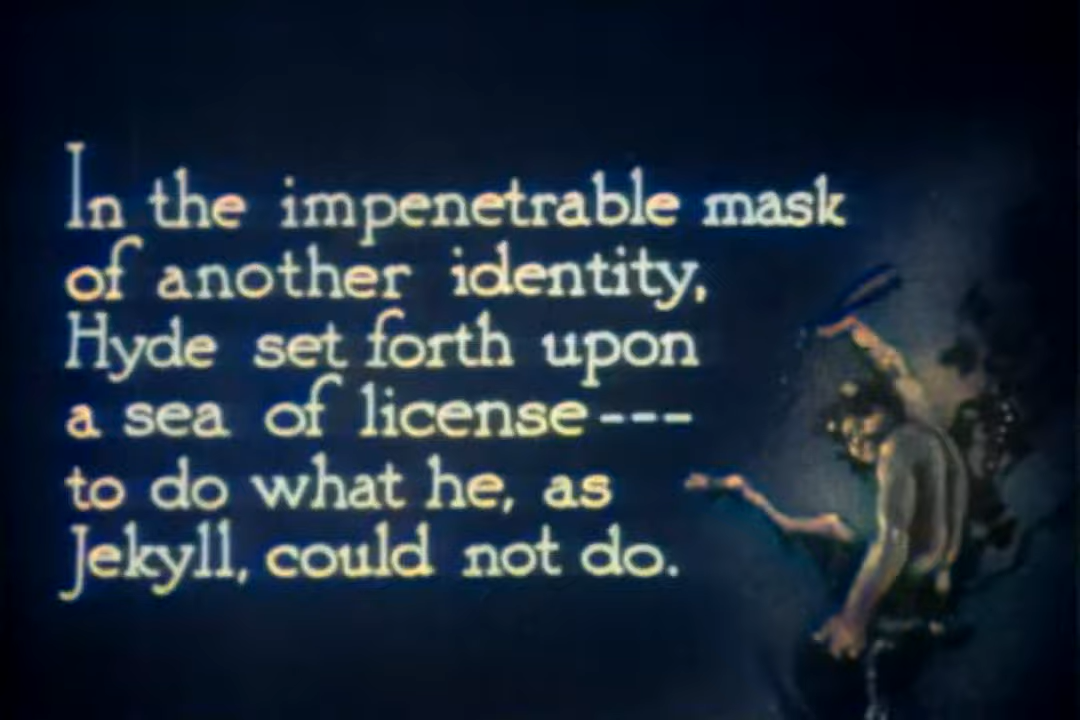 In the impenetrable mask
of another identity,
Hyde set forth upon
a sea of license---
to do what he, as
Jekyll, could not do.